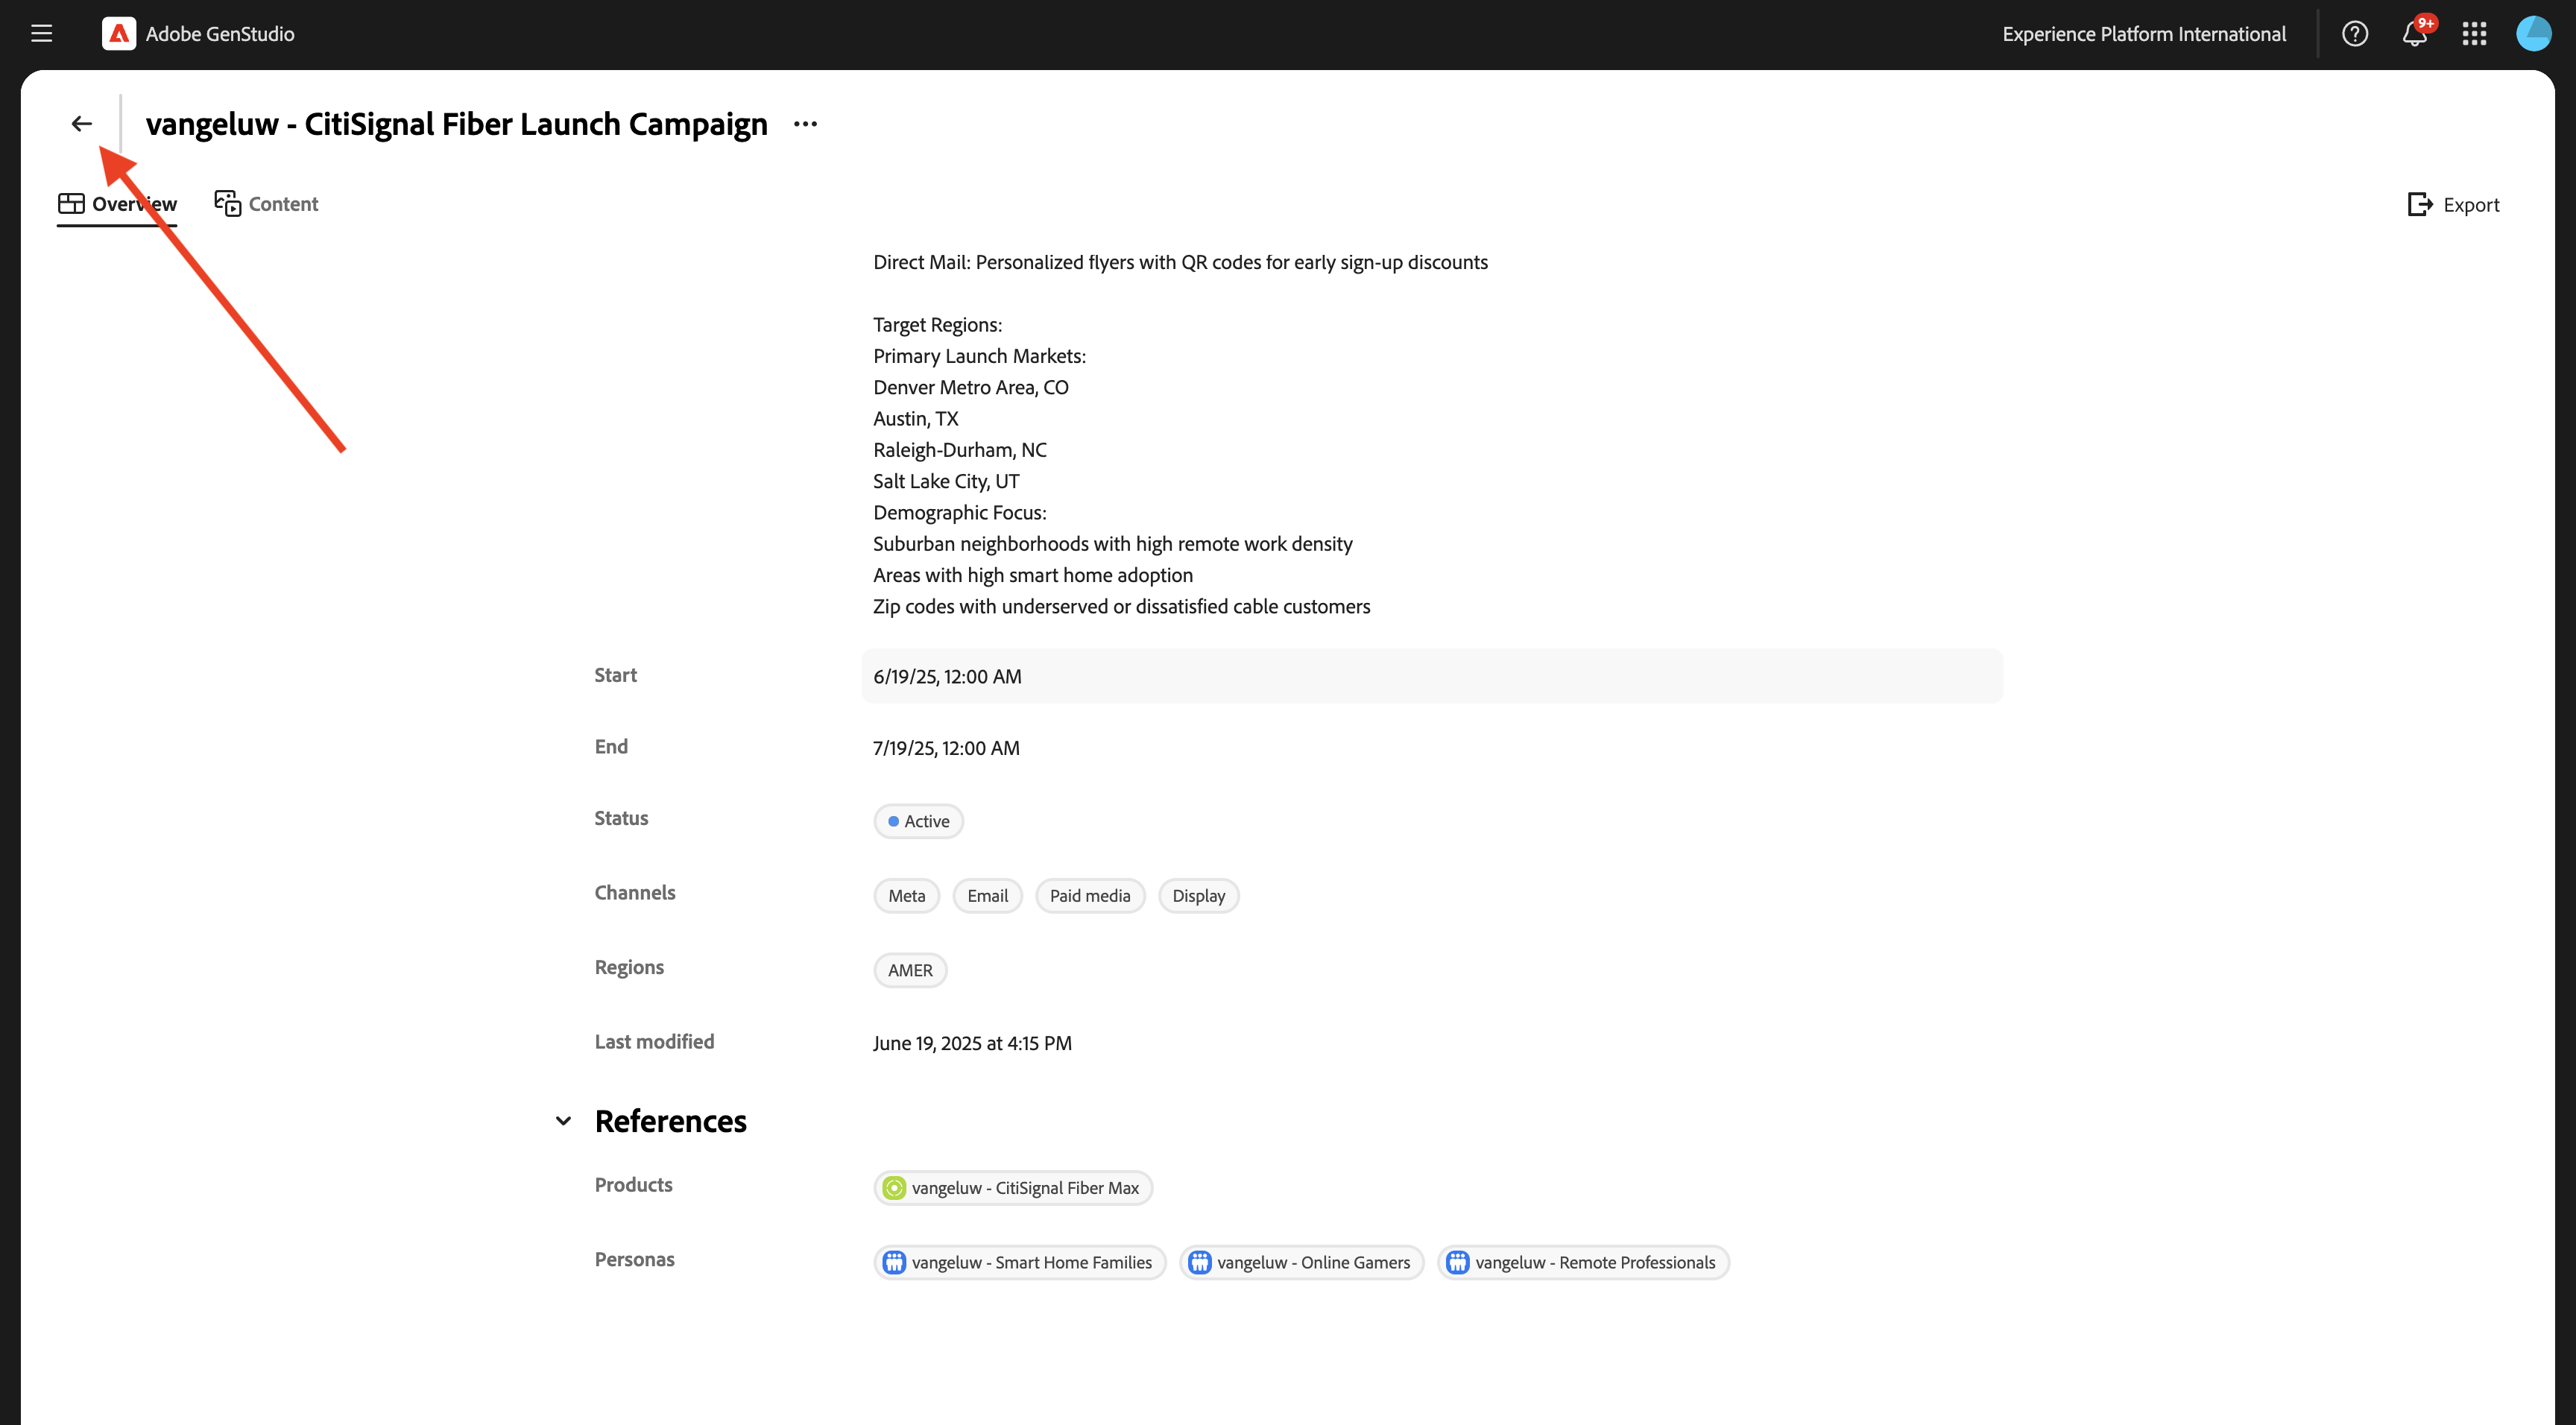 Adobe GenStudio
Experience Platform International
9+
vangeluw - CitiSignal Fiber Launch Campaign
Overview
Content
Export
Direct Mail: Personalized flyers with QR codes for early sign-up discounts
Target Regions:
Primary Launch Markets:
Denver Metro Area, CO
Austin, TX
Raleigh-Durham, NC
Salt Lake City, UT
Demographic Focus:
Suburban neighborhoods with high remote work density
Areas with high smart home adoption
Zip codes with underserved or dissatisfied cable customers
Start
6/19/25, 12:00 AM
End
7/19/25, 12:00 AM
Status
Active
Channels
Meta
Email
Paid media
Display
Regions
AMER
Last modified
June 19, 2025 at 4:15 PM
References
Products
vangeluw - CitiSignal Fiber Max
Personas
vangeluw - Smart Home Families
vangeluw - Online Gamers
vangeluw - Remote Professionals